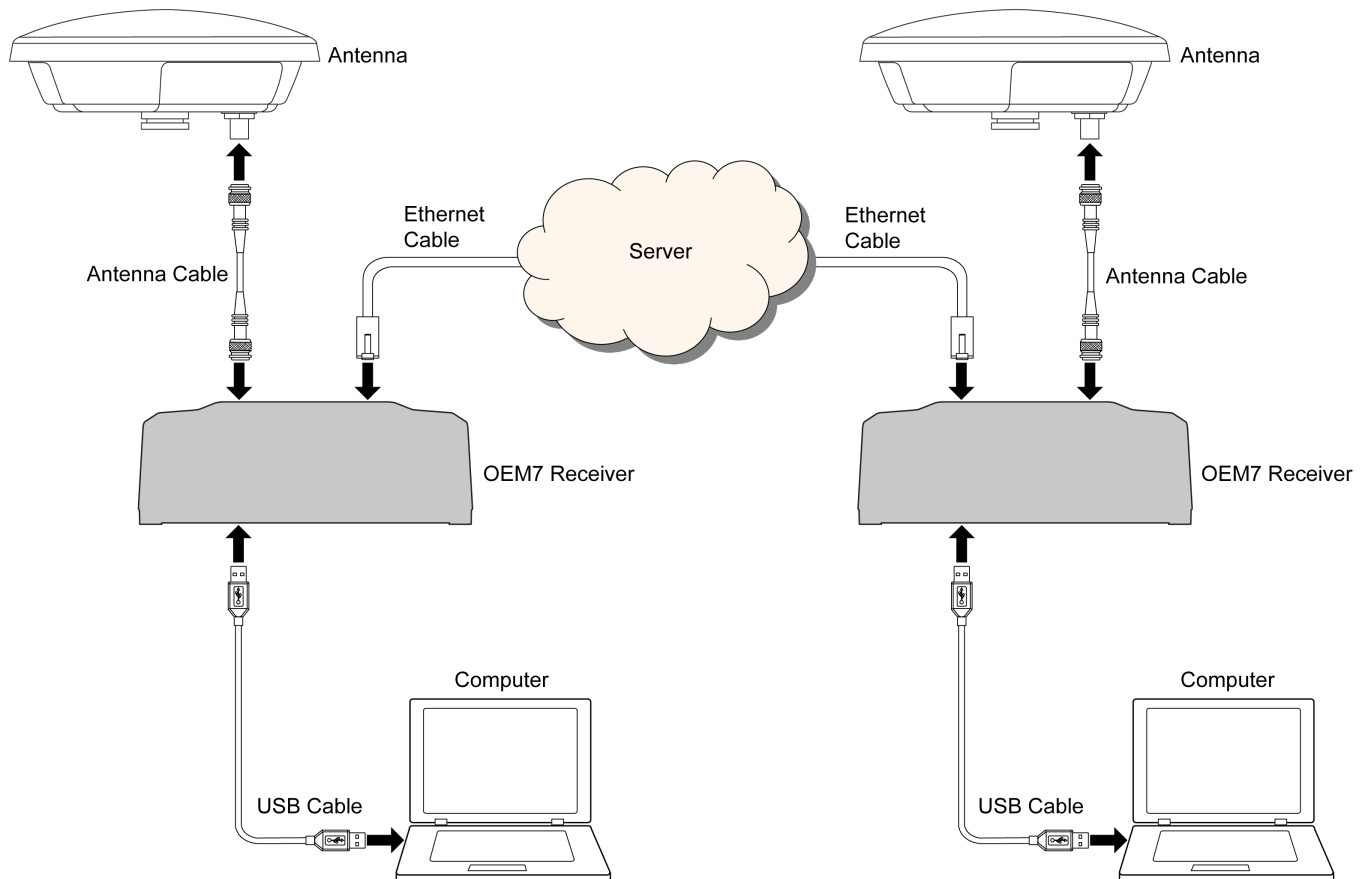 Antenna
Antenna
Ethernet
Cable
Ethernet
Cable
Server
Antenna Cable
Antenna Cable
OEM7 Receiver
OEM7 Receiver
Computer
Computer
USB Cable
USB Cable